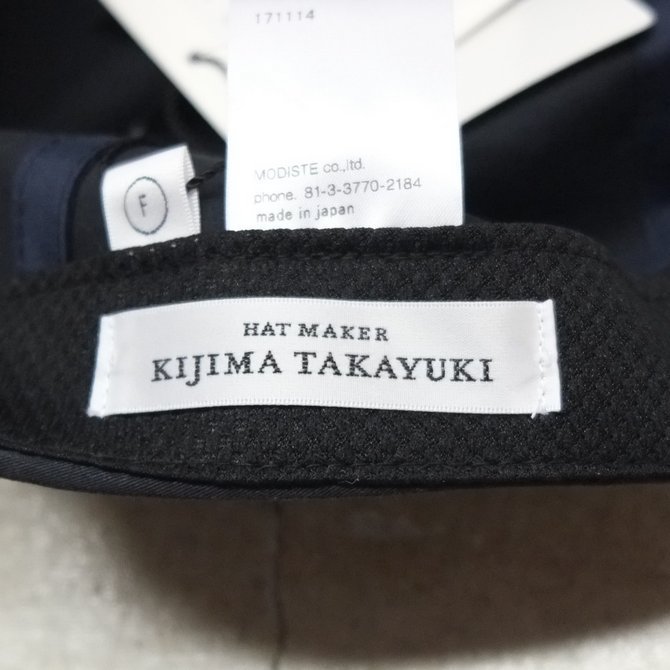 171114
MODISTE co.,ltd.
phone. 81-3-3770-2184
made in japan
F
HAT MAKER
KIJIMA TAKAYUKI